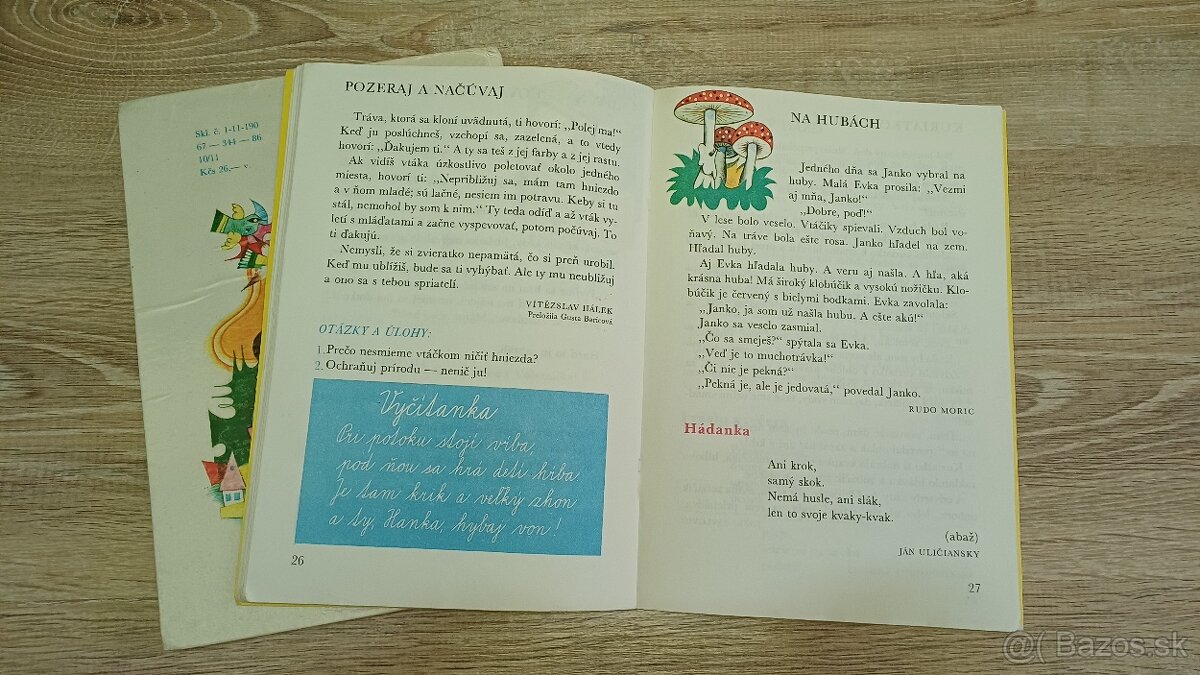 Skl. č. 1-11-190
67 — 344 — 86
10/11
Kčs 26,— v.
POZERAJ A NAČÚVAJ
Tráva, ktorá sa kloní uvädnutá, ti hovorí: „Polej ma!“
Keď ju poslúchneš, vzchopí sa, zazelená, a to vtedy
hovorí: „Ďakujem ti.“ A ty sa teš z jej farby a z jej rastu.
Ak vidíš vtáka úzkostlivo poletovať okolo jedného
miesta, hovorí ti: „Nepribližuj sa, mám tam hniezdo
a v ňom mladé; sú lačné, nesiem im potravu. Keby si tu
stál, nemohol by som k nim.“ Ty teda odíď a až vták vy-
letí s mláďatami a začne vyspevovať, potom počúvaj. To
ti ďakujú.
Nemysli, že si zvieratko nepamätá, čo si preň urobil.
Keď mu ublížiš, bude sa ti vyhýbať. Ale ty mu neubližuj
a ono sa s tebou spriatelí.
VÍTĚZSLAV HÁLEK
Preložila Gusta Baricová
OTÁZKY A ÚLOHY:
1. Prečo nesmieme vtáčkom ničiť hniezda?
2. Ochraňuj prírodu — nenič ju!
Vyčítanka
Pri potoku stojí vŕba,
pod ňou sa hrá detí hŕba.
Je tam krik a veľký zhon
a ty, Hanka, hybaj von!
26
NA HUBÁCH
Jedného dňa sa Janko vybral na
huby. Malá Evka prosila: „Vezmi
aj mňa, Janko!“
„Dobre, poď!“
V lese bolo veselo. Vtáčiky spievali. Vzduch bol vo-
ňavý. Na tráve bola ešte rosa. Janko hľadel na zem.
Hľadal huby.
Aj Evka hľadala huby. A veru aj našla. A hľa, aká
krásna huba! Má široký klobúčik a vysokú nožičku. Klo-
búčik je červený s bielymi bodkami. Evka zavolala:
„Janko, ja som už našla hubu. A ešte akú!“
Janko sa veselo zasmial.
„Čo sa smeješ?“ spýtala sa Evka.
„Veď je to muchotrávka!“
„Či nie je pekná?“
„Pekná je, ale je jedovatá,“ povedal Janko.
RUDO MORIC
Hádanka
Ani krok,
samý skok.
Nemá husle, ani slák,
len to svoje kvaky-kvak.
(abaž)
JÁN ULIČIANSKY
27
@( Bazos.sk